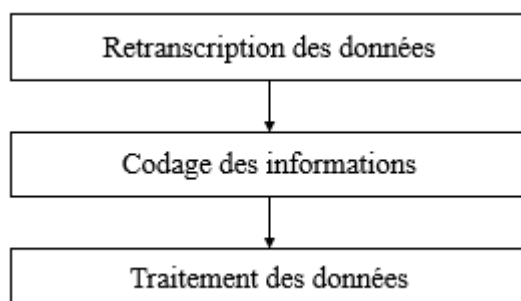 Retranscription des données
Codage des informations
Traitement des données